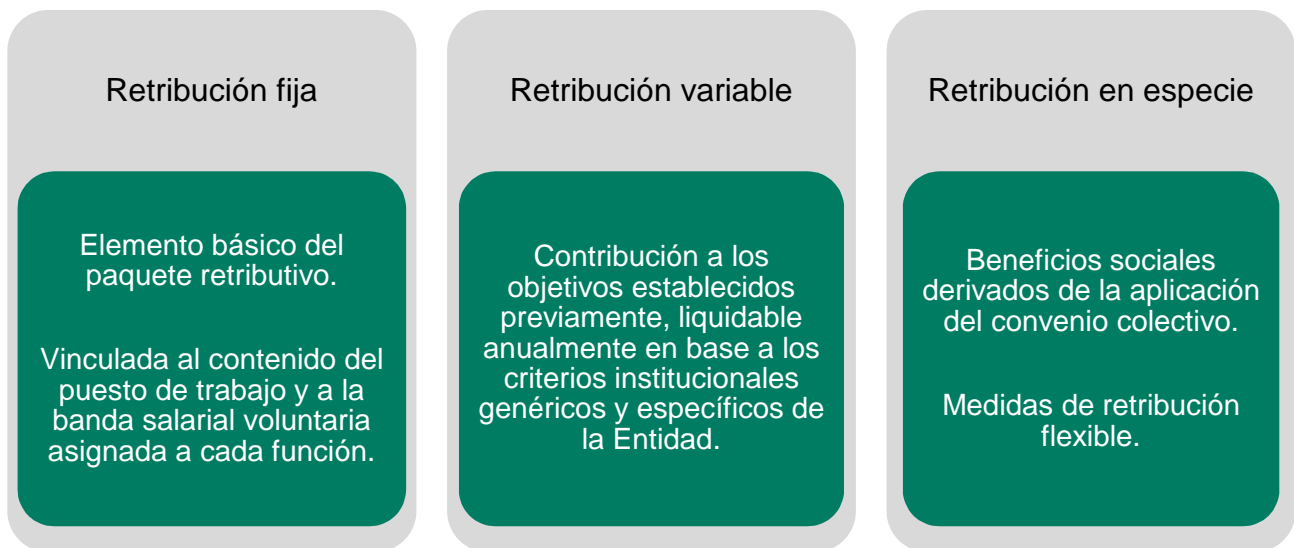 Retribución fija
Elemento básico del
paquete retributivo.
Vinculada al contenido del
puesto de trabajo y a la
banda salarial voluntaria
asignada a cada función.
Retribución variable
Contribución a los
objetivos establecidos
previamente, liquidable
anualmente en base a los
criterios institucionales
genéricos y específicos de
la Entidad.
Retribución en especie
Beneficios sociales
derivados de la aplicación
del convenio colectivo.
Medidas de retribución
flexible.